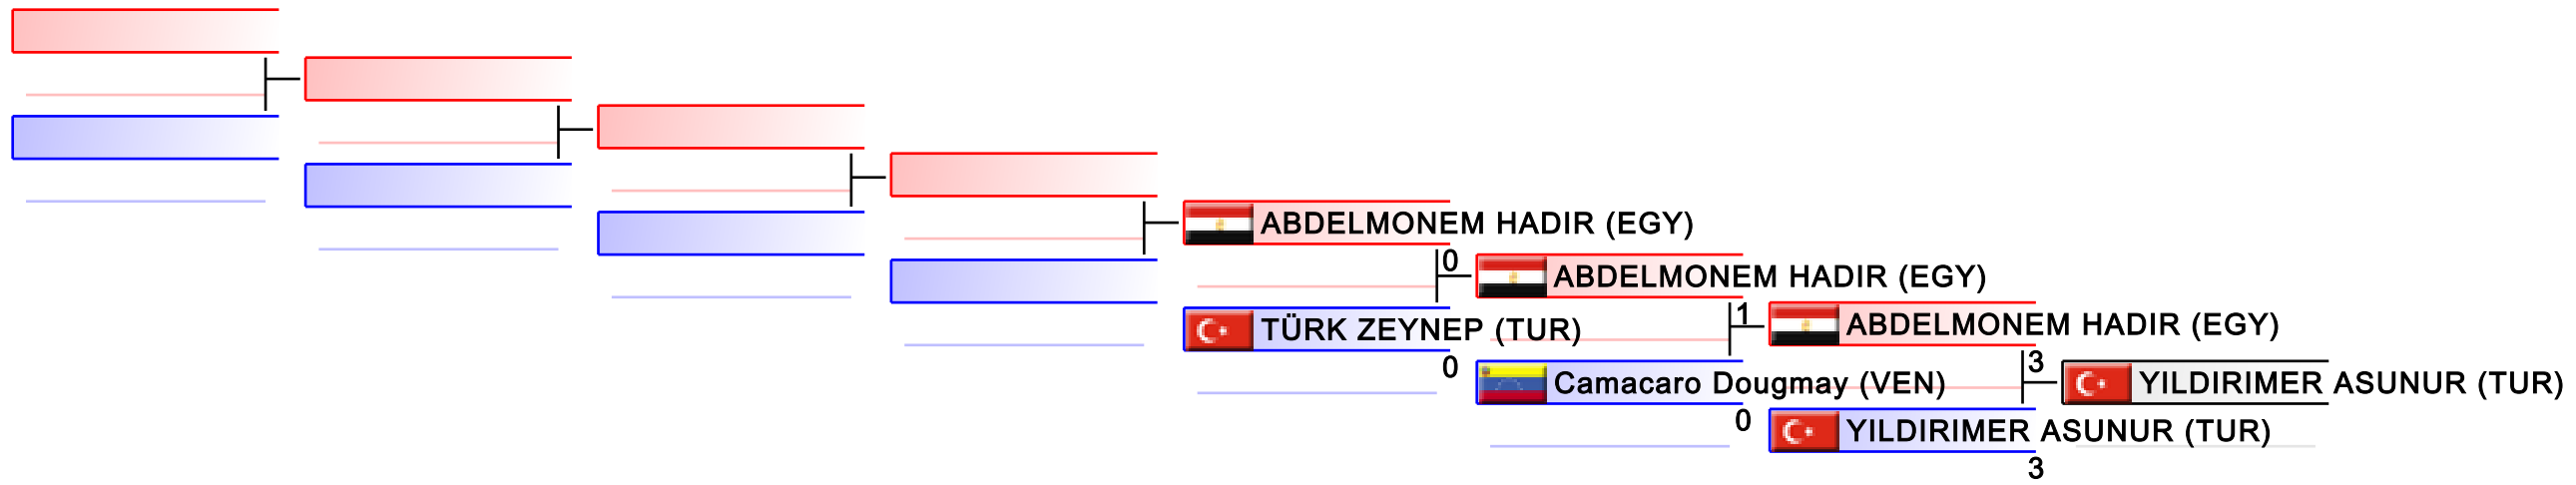 ABDELMONEM HADIR (EGY)
0
ABDELMONEM HADIR (EGY)
TÜRK ZEYNEP (TUR)
0
1
ABDELMONEM HADIR (EGY)
Camacaro Dougmay (VEN)
0
3
YILDIRIMER ASUNUR (TUR)
YILDIRIMER ASUNUR (TUR)
3